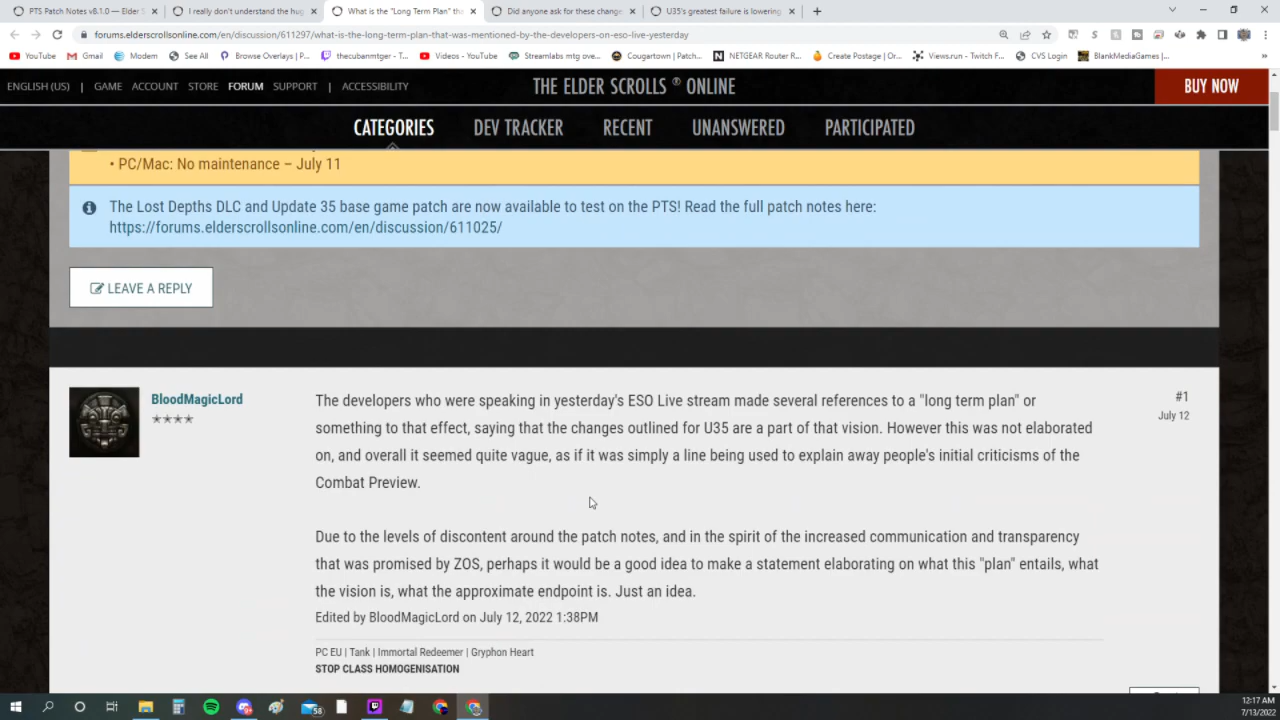 PTS Patch Notes v8.1.0 — Elder S
I really don't understand the hug
What is the "Long Term Plan" tha
Did anyone ask for these change
U35's greatest failure is lowering
forums.elderscrollsonline.com/en/discussion/611297/what-is-the-long-term-plan-that-was-mentioned-by-the-developers-on-eso-live-yesterday
YouTube
Gmail
Modem
See All
Browse Overlays | P...
thecubanmtger - T...
Videos - YouTube
Streamlabs mtg ove...
Cougartown | Patch...
NETGEAR Router R...
Create Postage | Or...
Views.run - Twitch F...
CVS Login
BlankMediaGames |...
ENGLISH (US) | GAME ACCOUNT STORE FORUM SUPPORT | ACCESSIBILITY
THE ELDER SCROLLS ® ONLINE
BUY NOW
CATEGORIES DEV TRACKER RECENT UNANSWERED PARTICIPATED
• PC/Mac: No maintenance – July 11
The Lost Depths DLC and Update 35 base game patch are now available to test on the PTS! Read the full patch notes here:
https://forums.elderscrollsonline.com/en/discussion/611025/
LEAVE A REPLY
BloodMagicLord
#1
July 12
The developers who were speaking in yesterday's ESO Live stream made several references to a "long term plan" or
something to that effect, saying that the changes outlined for U35 are a part of that vision. However this was not elaborated
on, and overall it seemed quite vague, as if it was simply a line being used to explain away people's initial criticisms of the
Combat Preview.
Due to the levels of discontent around the patch notes, and in the spirit of the increased communication and transparency
that was promised by ZOS, perhaps it would be a good idea to make a statement elaborating on what this "plan" entails, what
the vision is, what the approximate endpoint is. Just an idea.
Edited by BloodMagicLord on July 12, 2022 1:38PM
PC EU | Tank | Immortal Redeemer | Gryphon Heart
STOP CLASS HOMOGENISATION
58
12:17 AM
7/13/2022